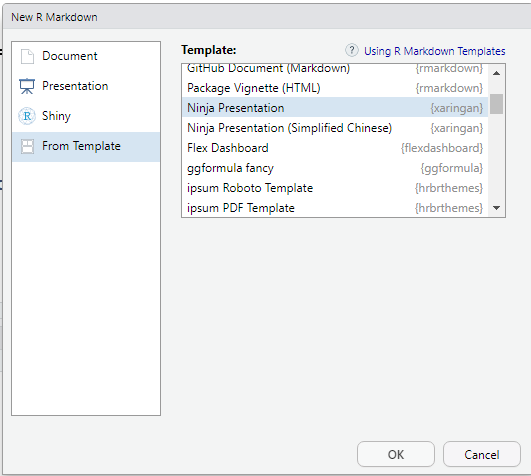 New R Markdown
Document
Presentation
Shiny
From Template
Template:
? Using R Markdown Templates
GitHub Document (Markdown) {rmarkdown}
Package Vignette (HTML) {rmarkdown}
Ninja Presentation {xaringan}
Ninja Presentation (Simplified Chinese) {xaringan}
Flex Dashboard {flexdashboard}
ggformula fancy {ggformula}
ipsum Roboto Template {hrbrthemes}
ipsum PDF Template {hrbrthemes}
OK
Cancel